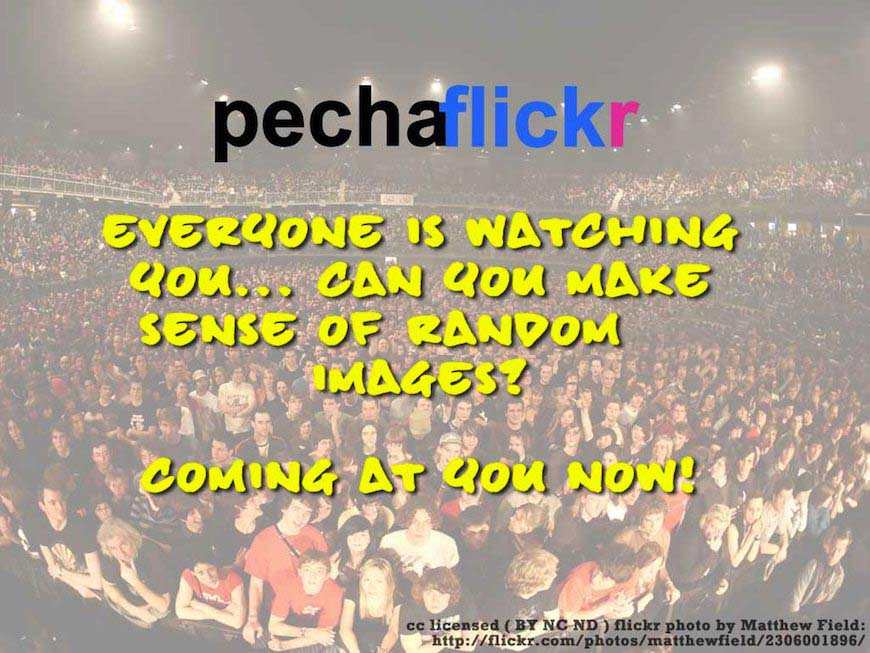 pechaflickr
EVERYONE IS WATCHING
YOU... CAN YOU MAKE
SENSE OF RANDOM
IMAGES?
COMING AT YOU NOW!
cc licensed ( BY NC ND ) flickr photo by Matthew Field:
http://flickr.com/photos/matthewfield/2306001896/